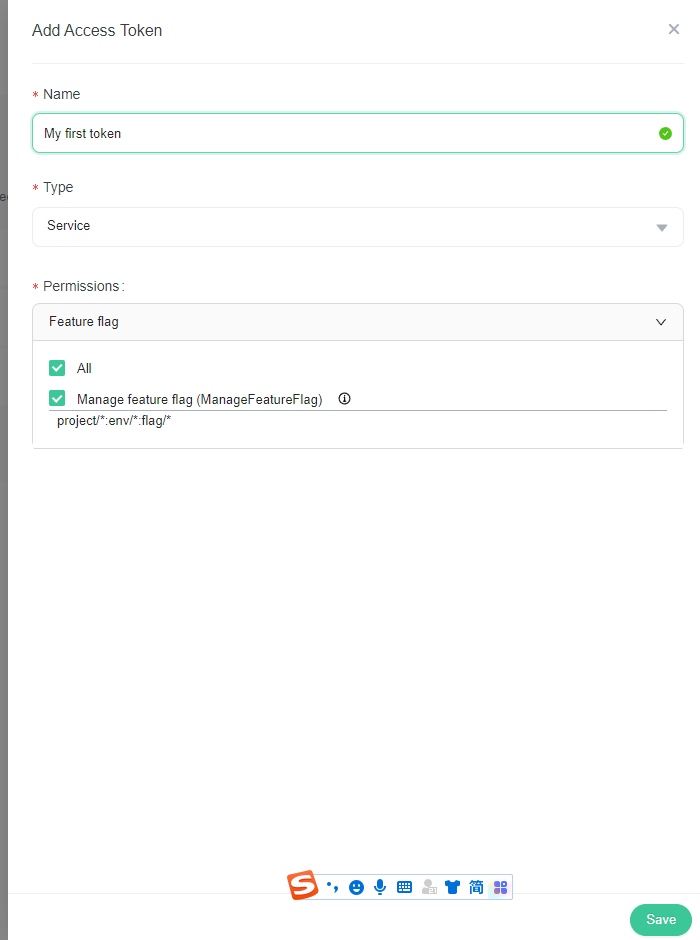 Add Access Token
* Name
My first token
* Type
Service
* Permissions:
Feature flag
All
Manage feature flag (ManageFeatureFlag)
project/*:env/*:flag/*
S
简
Save